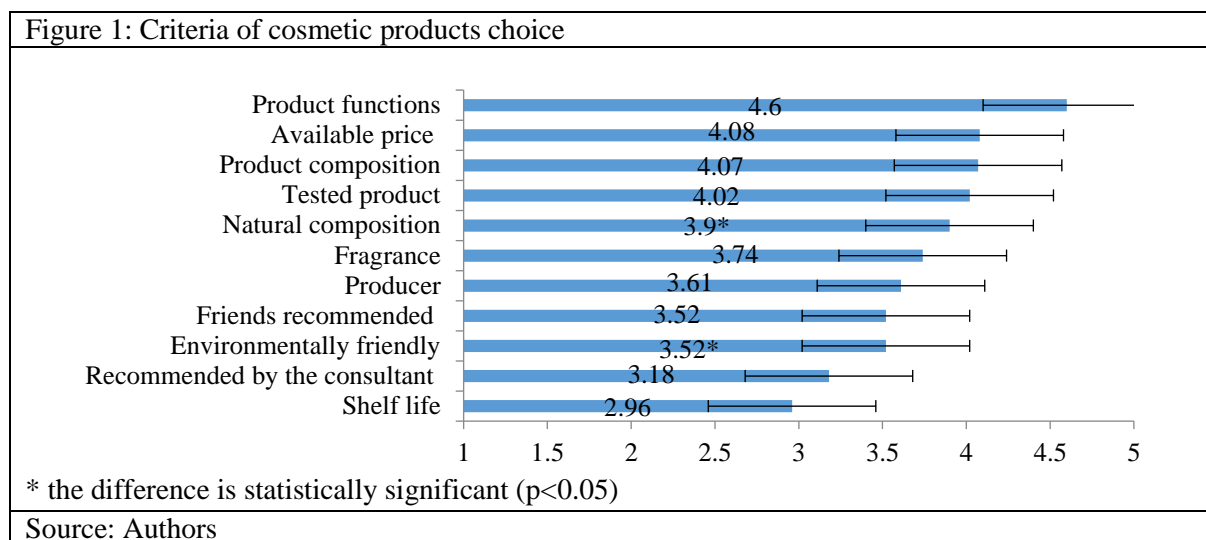 Figure 1: Criteria of cosmetic products choice
Product functions 4.6
Available price 4.08
Product composition 4.07
Tested product 4.02
Natural composition 3.9*
Fragrance 3.74
Producer 3.61
Friends recommended 3.52
Environmentally friendly 3.52*
Recommended by the consultant 3.18
Shelf life 2.96
1 1.5 2 2.5 3 3.5 4 4.5 5
* the difference is statistically significant (p<0.05)
Source: Authors